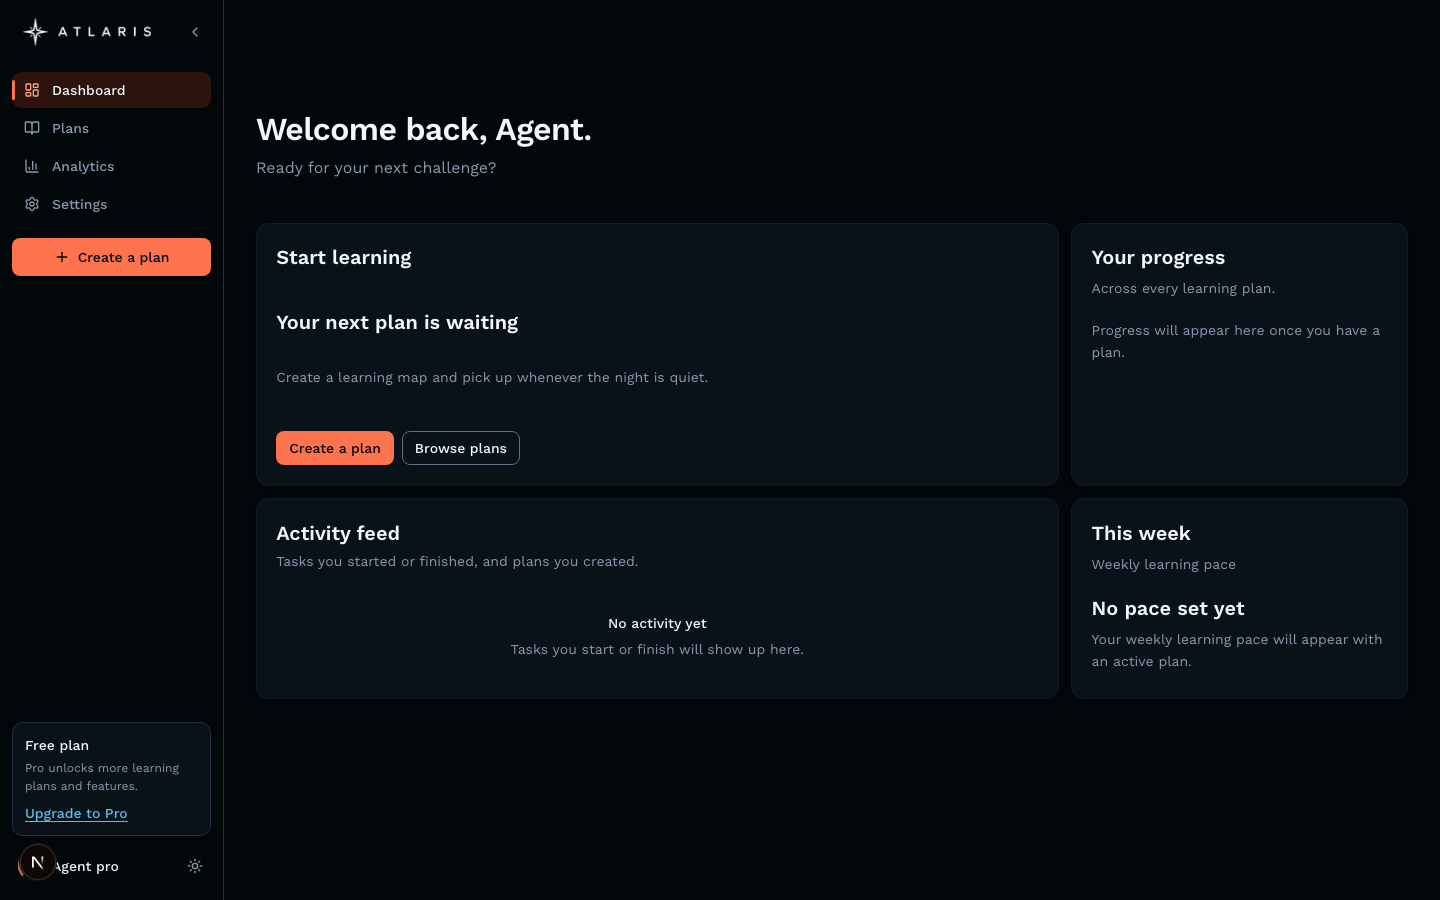 ATLARIS
Dashboard
Plans
Analytics
Settings
+ Create a plan
Free plan
Pro unlocks more learning
plans and features.
Upgrade to Pro
N
Agent pro
Welcome back, Agent.
Ready for your next challenge?
Start learning
Your next plan is waiting
Create a learning map and pick up whenever the night is quiet.
Create a plan
Browse plans
Your progress
Across every learning plan.
Progress will appear here once you have a
plan.
Activity feed
Tasks you started or finished, and plans you created.
No activity yet
Tasks you start or finish will show up here.
This week
Weekly learning pace
No pace set yet
Your weekly learning pace will appear with
an active plan.